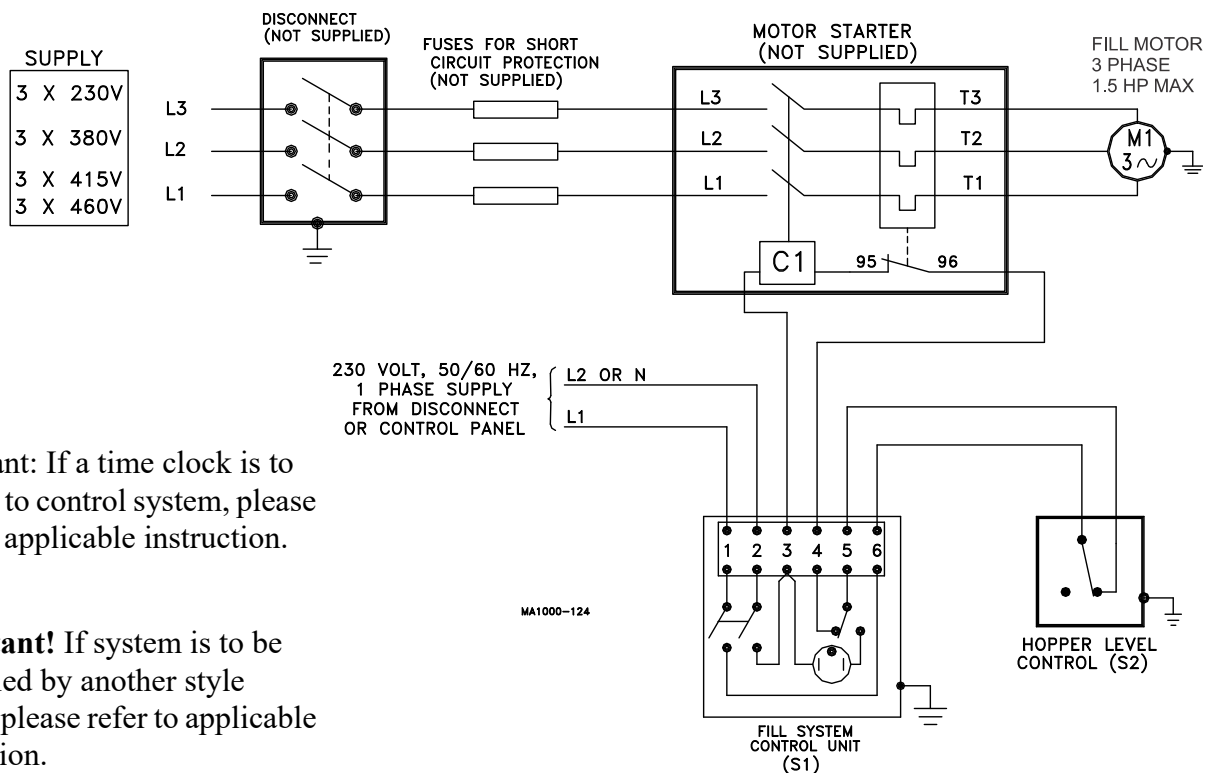 DISCONNECT
(NOT SUPPLIED)
SUPPLY
3 X 230V
3 X 380V
3 X 415V
3 X 460V
L3
L2
L1
FUSES FOR SHORT
CIRCUIT PROTECTION
(NOT SUPPLIED)
MOTOR STARTER
(NOT SUPPLIED)
L3
L2
L1
T3
T2
T1
C1
95
96
FILL MOTOR
3 PHASE
1.5 HP MAX
M1
3~
230 VOLT, 50/60 HZ,
1 PHASE SUPPLY
FROM DISCONNECT
OR CONTROL PANEL
L2 OR N
L1
ant: If a time clock is to
to control system, please
applicable instruction.
tant! If system is to be
ed by another style
please refer to applicable
ion.
MA1000-124
1 2 3 4 5 6
FILL SYSTEM
CONTROL UNIT
(S1)
HOPPER LEVEL
CONTROL (S2)